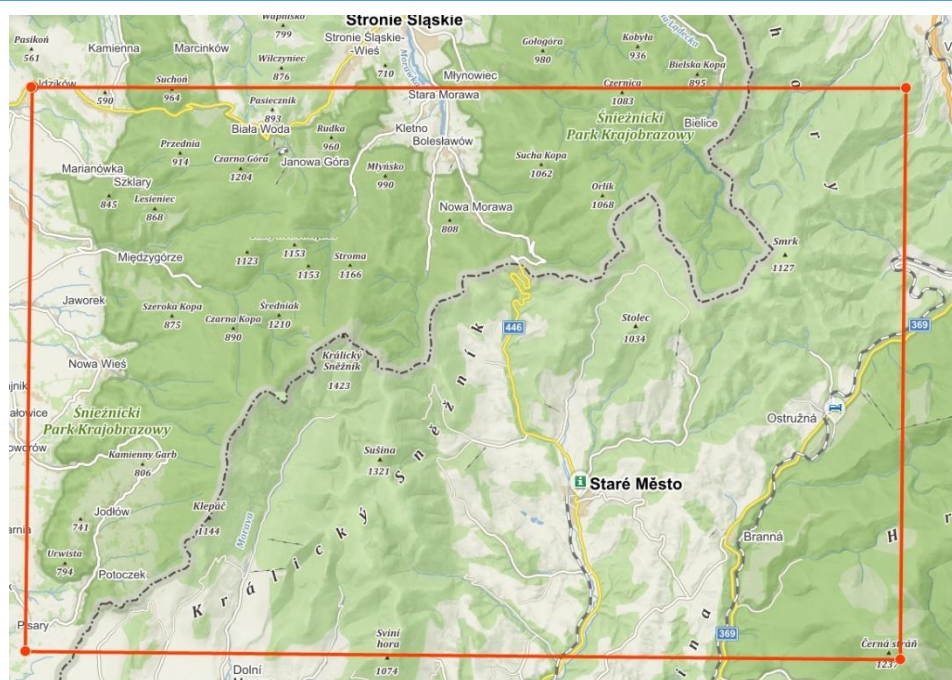 Stronie Śląskie
Wapnisko
799
Pasikoń
561
Kamienna
Marcinków
Stronie Śląskie-
-Wieś
Gołogóra
980
Kobyła
936
Wilczyniec
876
710
Morawka
Młynowiec
Bielska Kopa
895
Idzików
590
Suchoń
964
Stara Morawa
Czernica
1083
Pasiecznik
893
Śnieżnicki
Park Krajobrazowy
Biała Woda
Rudka
960
Kletno
Bolesławów
Bielice
Przednia
914
Czarna Góra
1204
Janowa Góra
Młyńsko
990
Sucha Kopa
1062
Marianówka
Szklary
845
Lesieniec
868
Orlík
1068
Nowa Morawa
808
h
o
r
y
Smrk
1127
Międzygórze
1123
1153
1153
Stroma
1166
Jaworek
Szeroka Kopa
875
Czarna Kopa
890
Średniak
1210
446
Stolec
1034
369
Králický
Sněžník
1423
Nowa Wieś
Ostružná
Śnieżnicki
Park Krajobrazowy
Kamienny Garb
806
Sušina
1321
Staré Město
Klepáč
1144
Morava
Jodłów
741
Branná
Urwista
794
Potoczek
Králický Sněžník
H
r
Pisary
369
i
n
a
Sviní
hora
1074
Černá stráň
1237
Dolní